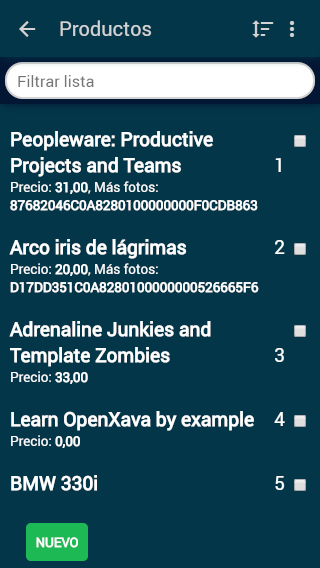 Productos
Filtrar lista
Peopleware: Productive
Projects and Teams 1
Precio: 31,00, Más fotos:
87682046C0A8280100000000F0CDB863
Arco iris de lágrimas 2
Precio: 20,00, Más fotos:
D17DD351C0A8280100000000526665F6
Adrenaline Junkies and
Template Zombies 3
Precio: 33,00
Learn OpenXava by example 4
Precio: 0,00
BMW 330i 5
NUEVO